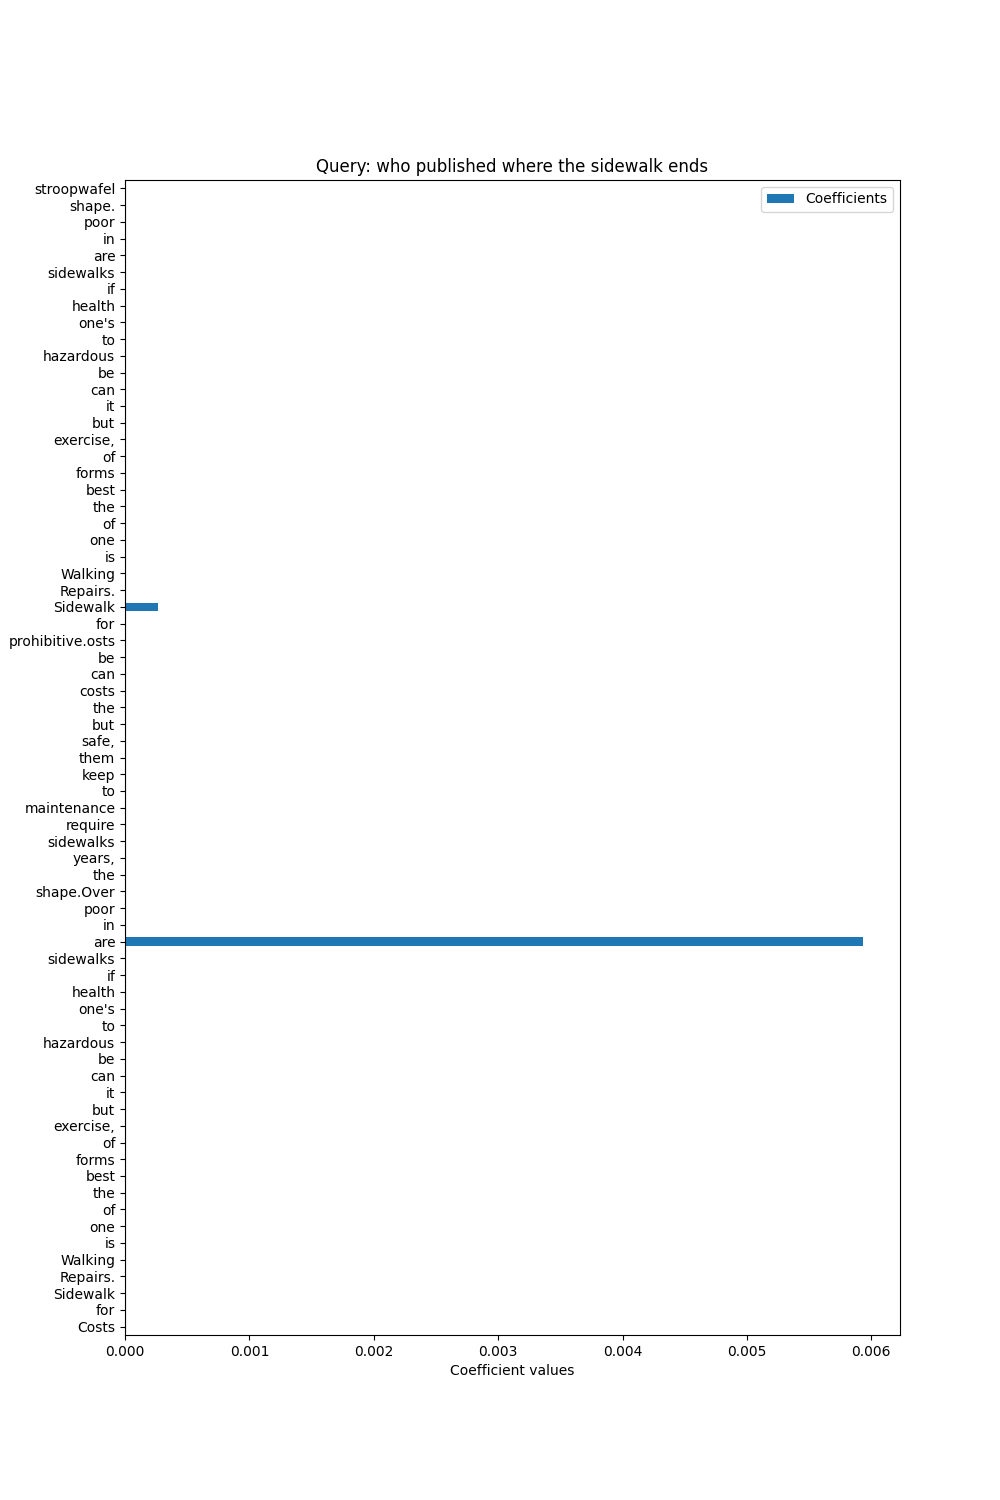 Query: who published where the sidewalk ends
Coefficients
stroopwafel
shape.
poor
in
are
sidewalks
if
health
one's
to
hazardous
be
can
it
but
exercise,
of
forms
best
the
of
one
is
Walking
Repairs.
Sidewalk
for
prohibitive.osts
be
can
costs
the
but
safe,
them
keep
to
maintenance
require
sidewalks
years,
the
shape.Over
poor
in
are
sidewalks
if
health
one's
to
hazardous
be
can
it
but
exercise,
of
forms
best
the
of
one
is
Walking
Repairs.
Sidewalk
for
Costs
0.000 0.001 0.002 0.003 0.004 0.005 0.006
Coefficient values